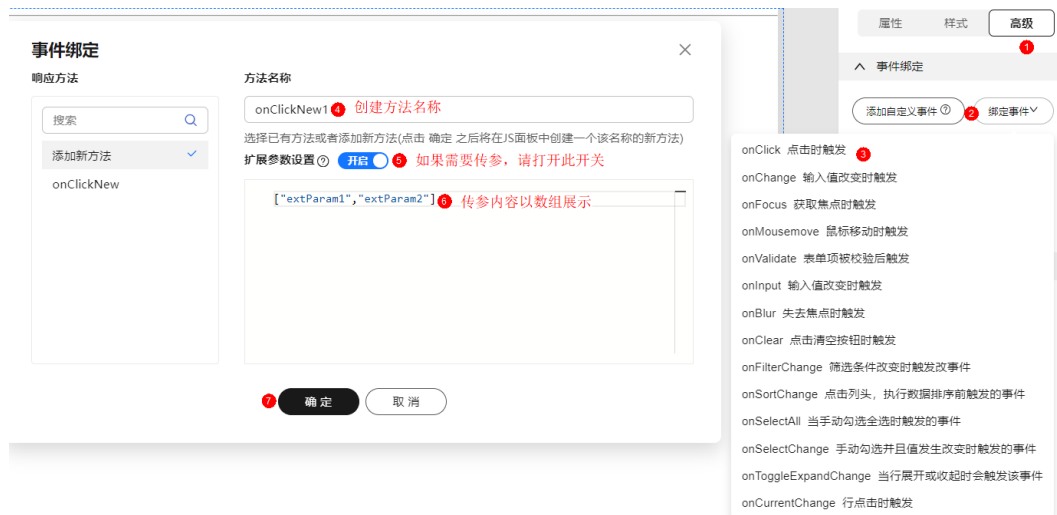 属性 样式 高级
1
事件绑定
添加自定义事件 2 绑定事件
onClick 点击时触发 3
onChange 输入值改变时触发
onFocus 获取焦点时触发
onMousemove 鼠标移动时触发
onValidate 表单项被校验后触发
onInput 输入值改变时触发
onBlur 失去焦点时触发
onClear 点击清空按钮时触发
onFilterChange 筛选条件改变时触发改事件
onSortChange 点击列头，执行数据排序前触发的事件
onSelectAll 当手动勾选全选时触发的事件
onSelectChange 手动勾选并且值发生改变时触发的事件
onToggleExpandChange 当行展开或收起时会触发该事件
onCurrentChange 行点击时触发
事件绑定
响应方法
搜索
添加新方法
onClickNew
方法名称
onClickNew1 4 创建方法名称
选择已有方法或者添加新方法(点击 确定 之后将在JS面板中创建一个该名称的新方法)
扩展参数设置 ? 开启 5 如果需要传参，请打开此开关
["extParam1","extParam2"] 6 传参内容以数组展示
7 确定 取消